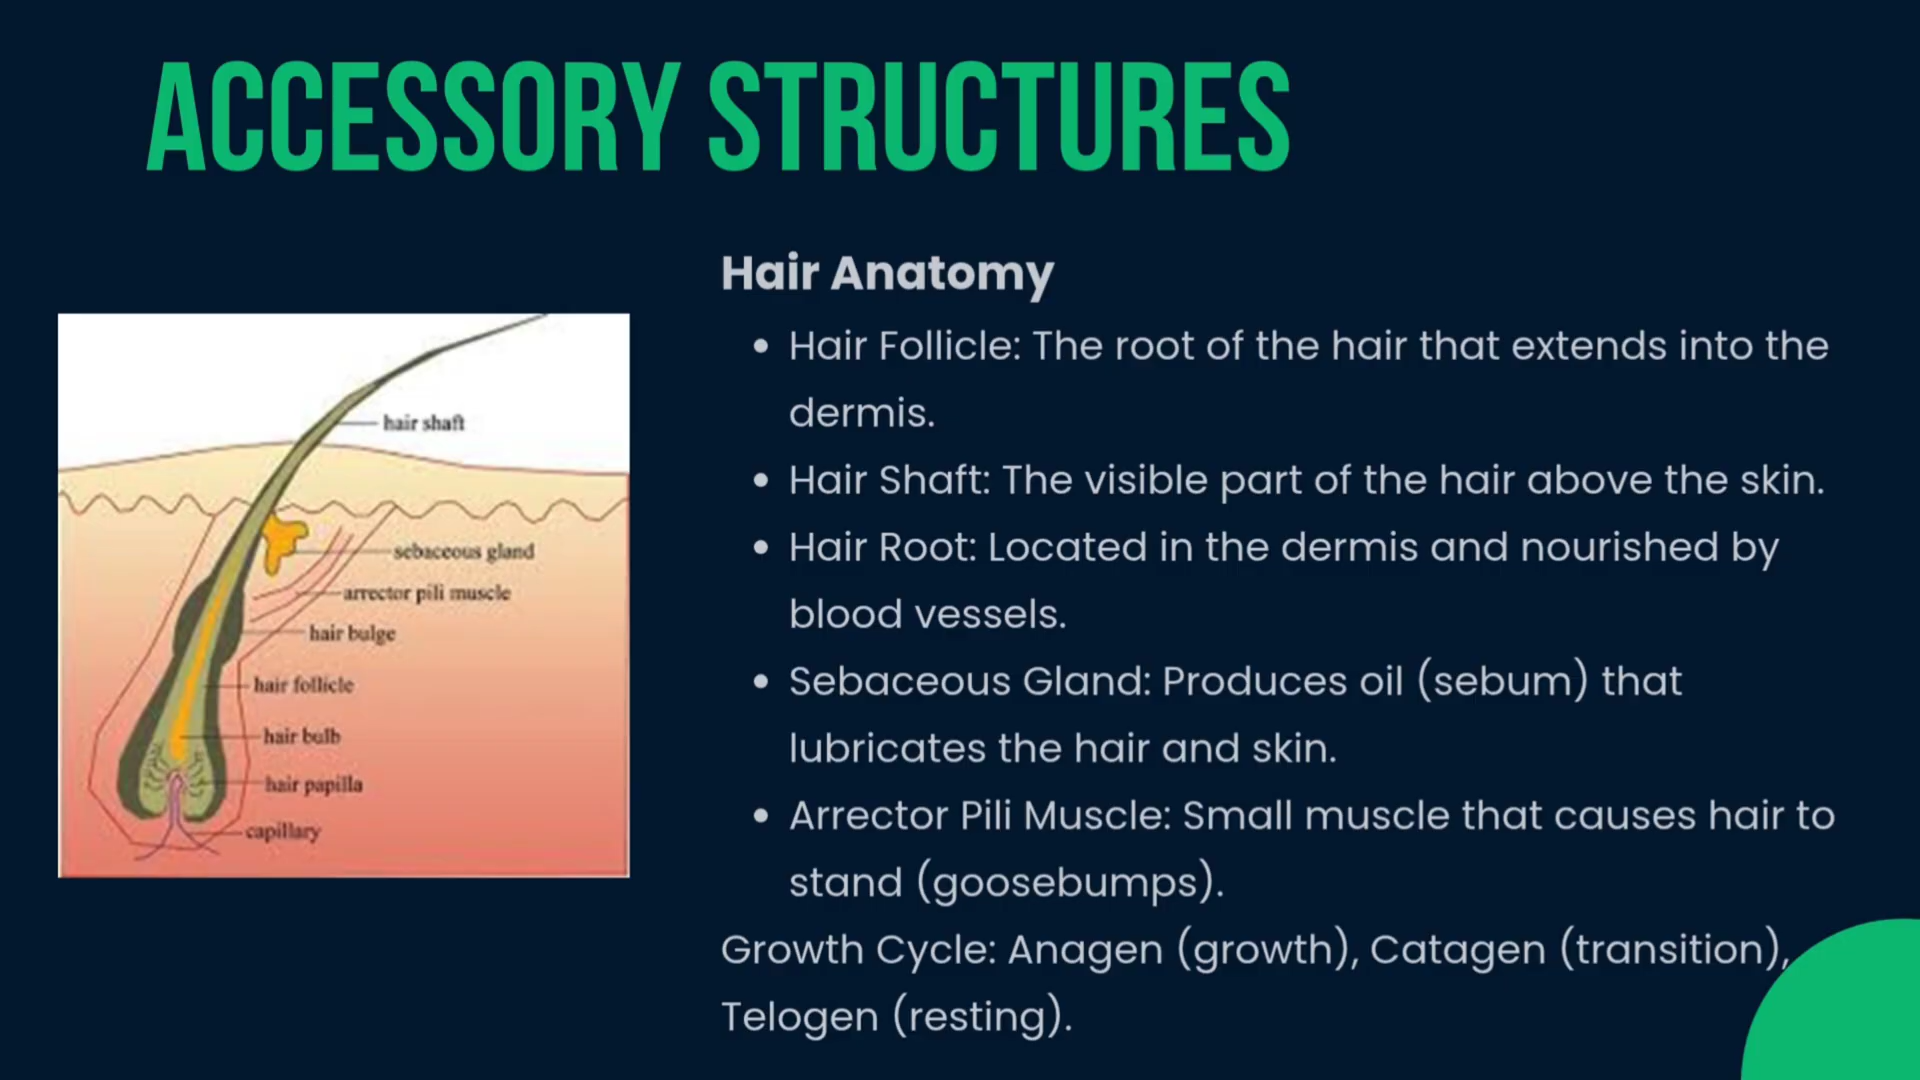 ACCESSORY STRUCTURES
Hair Anatomy
• Hair Follicle: The root of the hair that extends into the
dermis.
• Hair Shaft: The visible part of the hair above the skin.
• Hair Root: Located in the dermis and nourished by
blood vessels.
• Sebaceous Gland: Produces oil (sebum) that
lubricates the hair and skin.
• Arrector Pili Muscle: Small muscle that causes hair to
stand (goosebumps).
Growth Cycle: Anagen (growth), Catagen (transition),
Telogen (resting).
hair shaft
sebaceous gland
arrector pili muscle
hair bulge
hair follicle
hair bulb
hair papilla
capillary